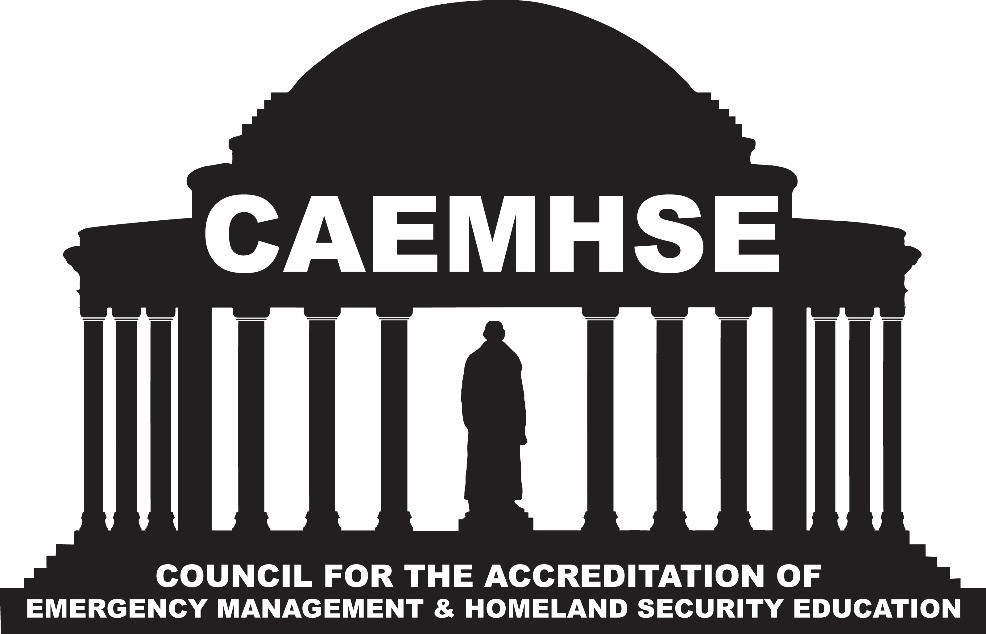 CAEMHSE
COUNCIL FOR THE ACCREDITATION OF
EMERGENCY MANAGEMENT & HOMELAND SECURITY EDUCATION